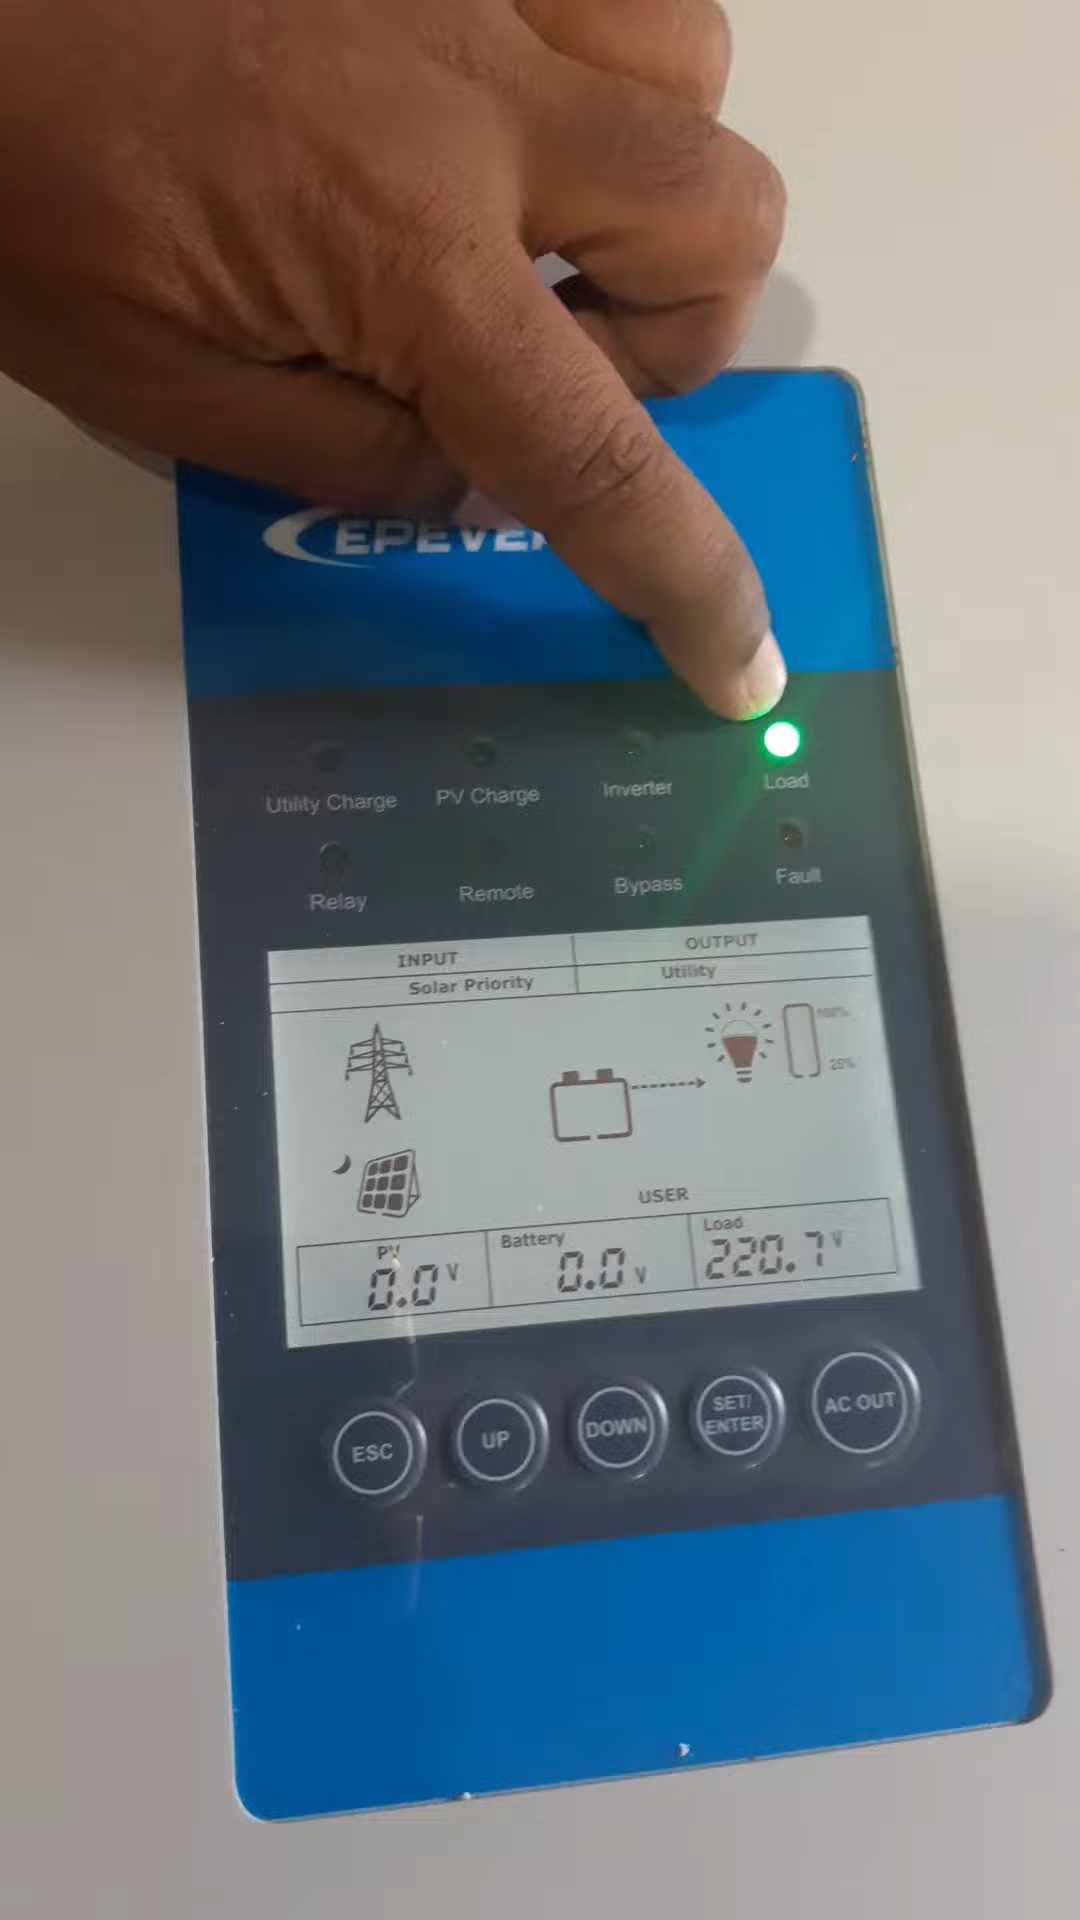 Utility Charge PV Charge Inverter Load
Relay Remote Bypass Fault
INPUT OUTPUT
Solar Priority Utility
100%
25%
USER
PV Battery Load
0.0 V 0.0 V 220.7 V
ESC UP DOWN SET/ENTER AC OUT